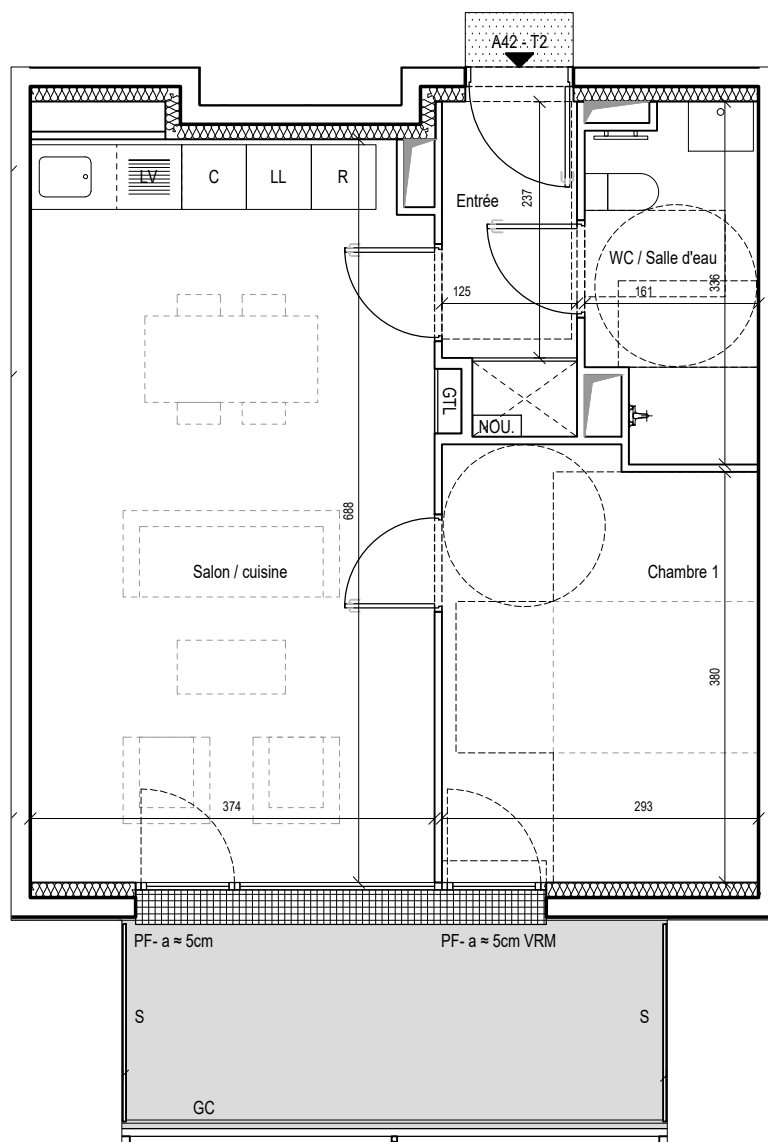 A42 - T2
LV
C
LL
R
Entrée
237
WC / Salle d'eau
336
125
161
GTL
NOU.
688
Salon / cuisine
Chambre 1
380
374
293
PF- a ≈ 5cm
PF- a ≈ 5cm VRM
S
S
GC